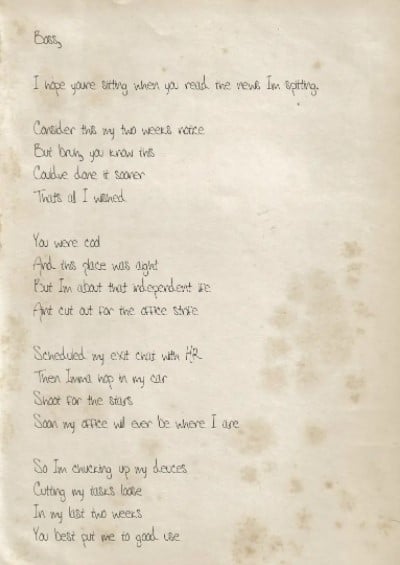 Boss,
I hope youre sitting when you read the news Im spitting.
Consider this my two weeks notice
But bruh, you know this
Couldve done it sooner
Thats all I wished
You were cool
And this place was aight
But Im about that independent life
Aint cut out for the office strife
Scheduled my exit chat with HR
Then Imma hop in my car
Shoot for the stars
Soon my office will ever be where I are
So Im chucking up my deuces
Cutting my tasks loose
In my last two weeks
You best put me to good use